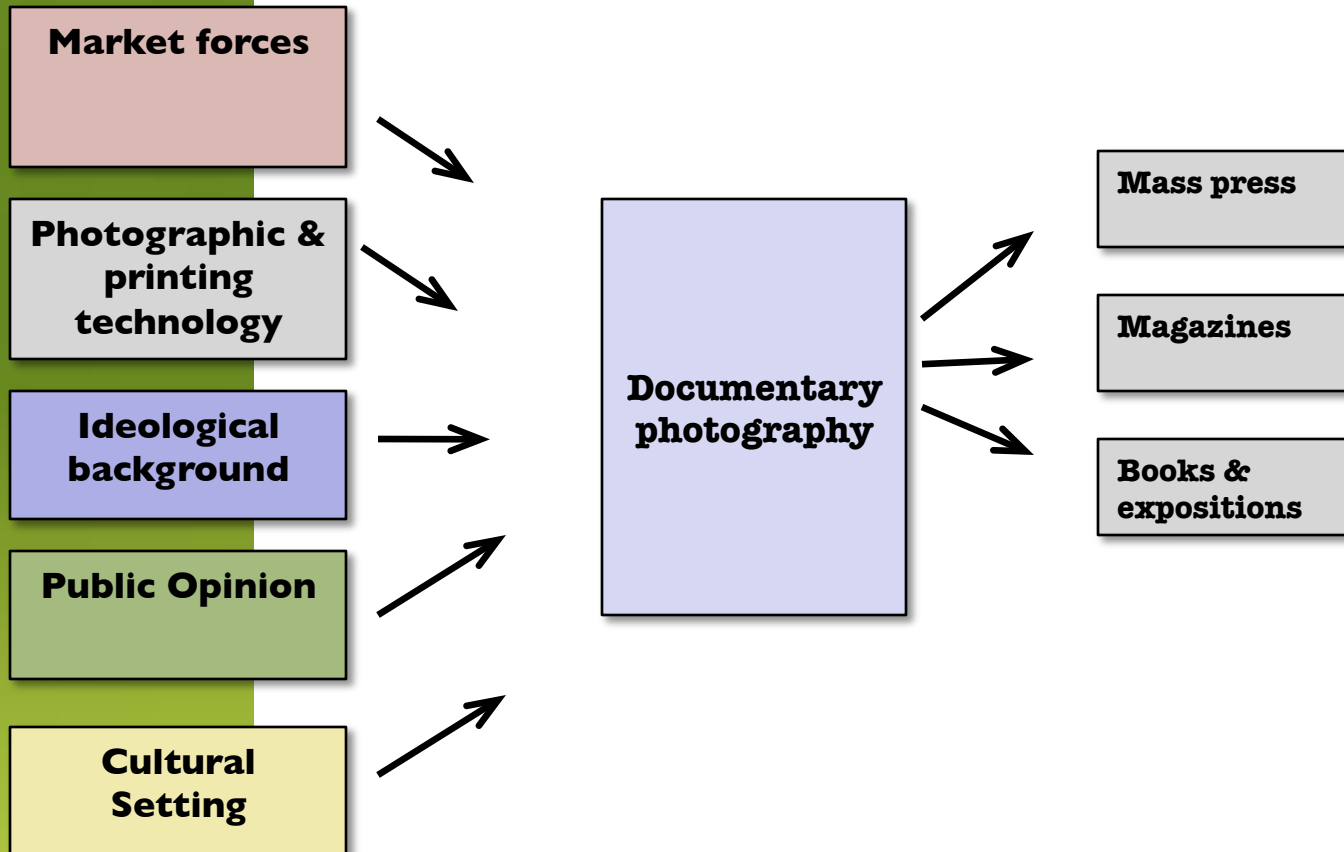 Market forces
Photographic &
printing
technology
Ideological
background
Public Opinion
Cultural
Setting
Documentary
photography
Mass press
Magazines
Books &
expositions